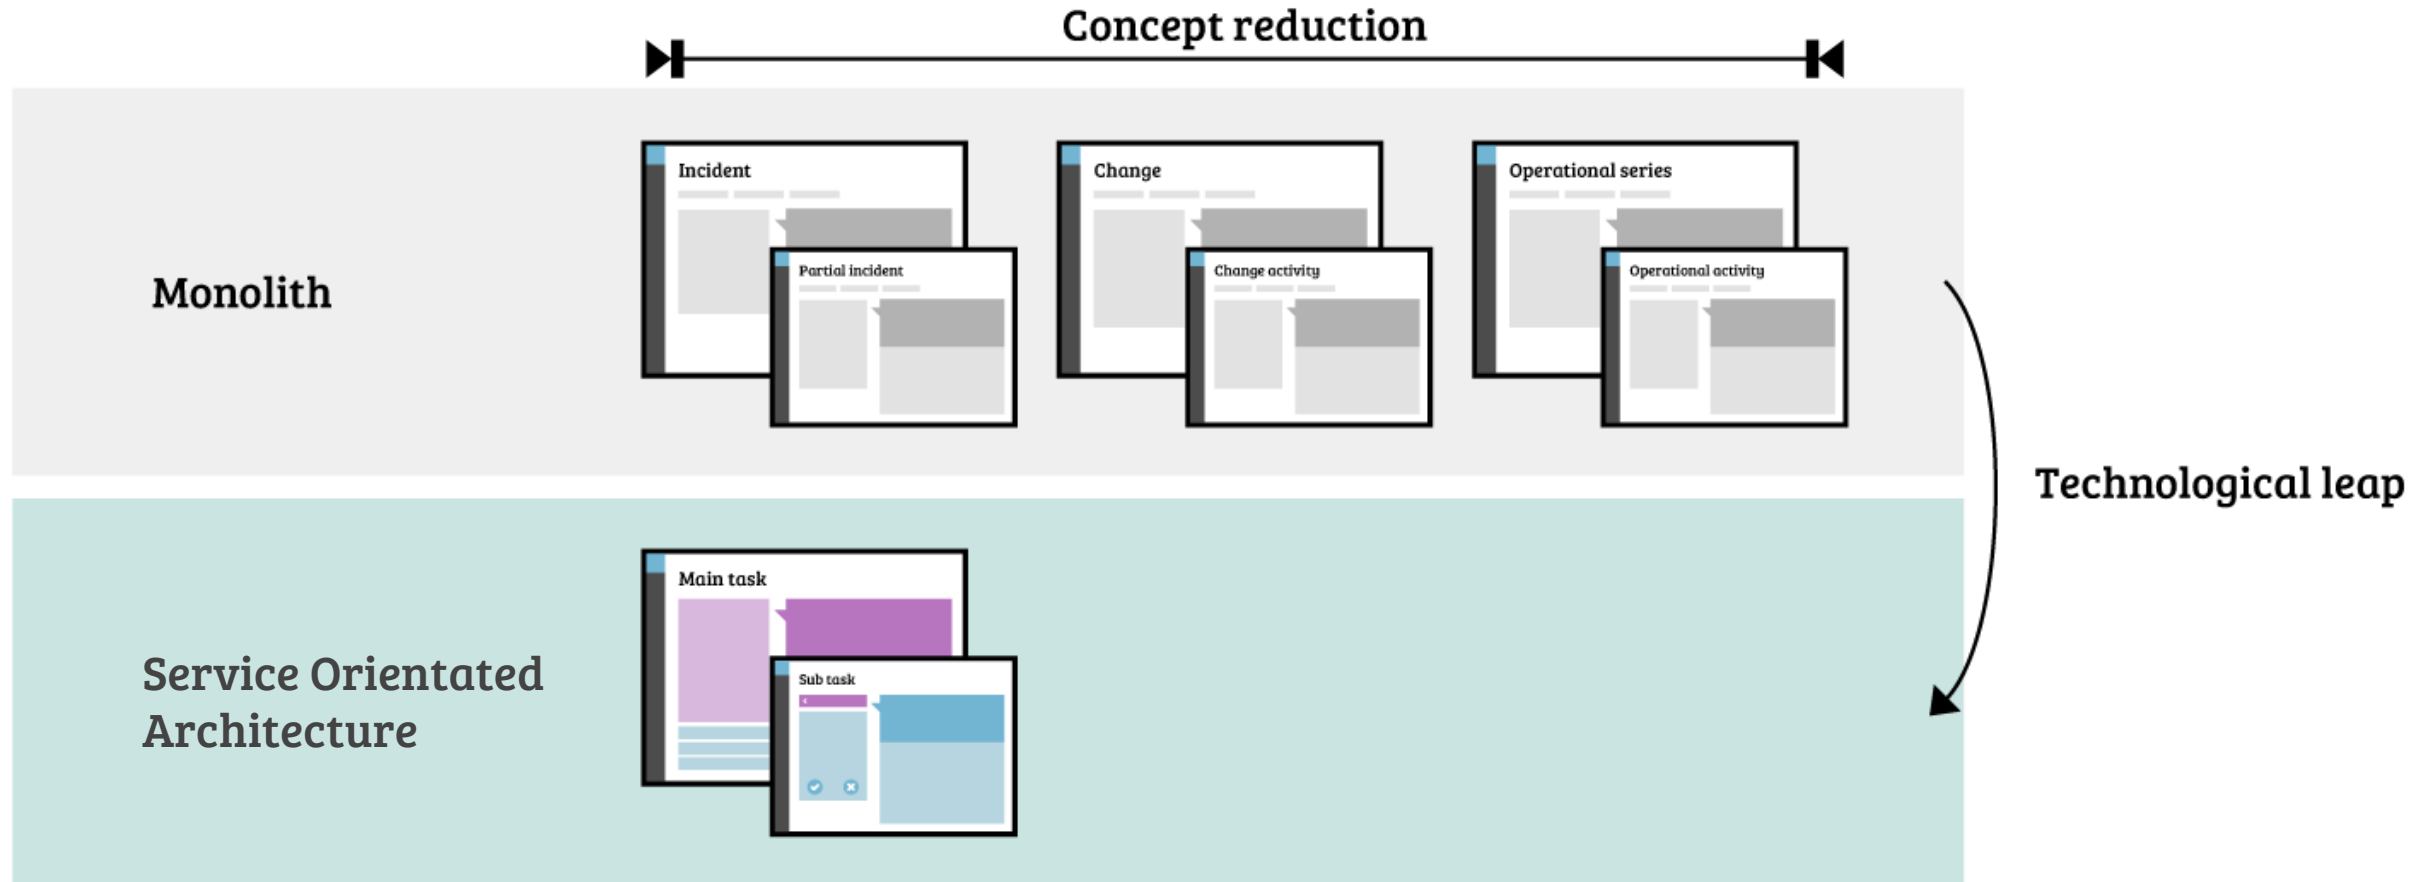 Concept reduction
Monolith
Incident
Partial incident
Change
Change activity
Operational series
Operational activity
Technological leap
Service Orientated
Architecture
Main task
Sub task